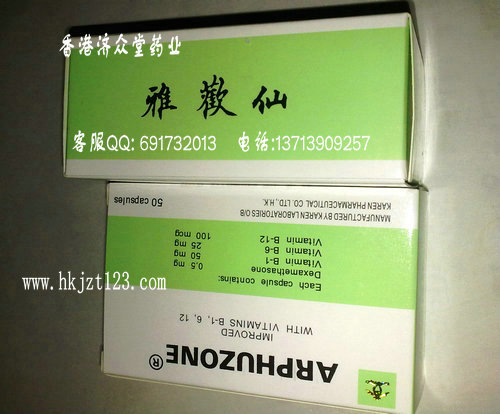 香港济众堂药业
雅歡仙
客服QQ: 691732013 电话:13713909257
ARPHUZONE®
IMPROVED
WITH VITAMINS B-1, 6, 12
Each capsule contains:
Dexamethasone 0.5 mg
Vitamin B-1 50 mg
Vitamin B-6 25 mg
Vitamin B-12 100 mcg
MANUFACTURED BY KAREN LABORATORIES O/B
KAREN PHARMACEUTICAL CO. LTD., H.K.
50 capsules
www.hkjzt123.com